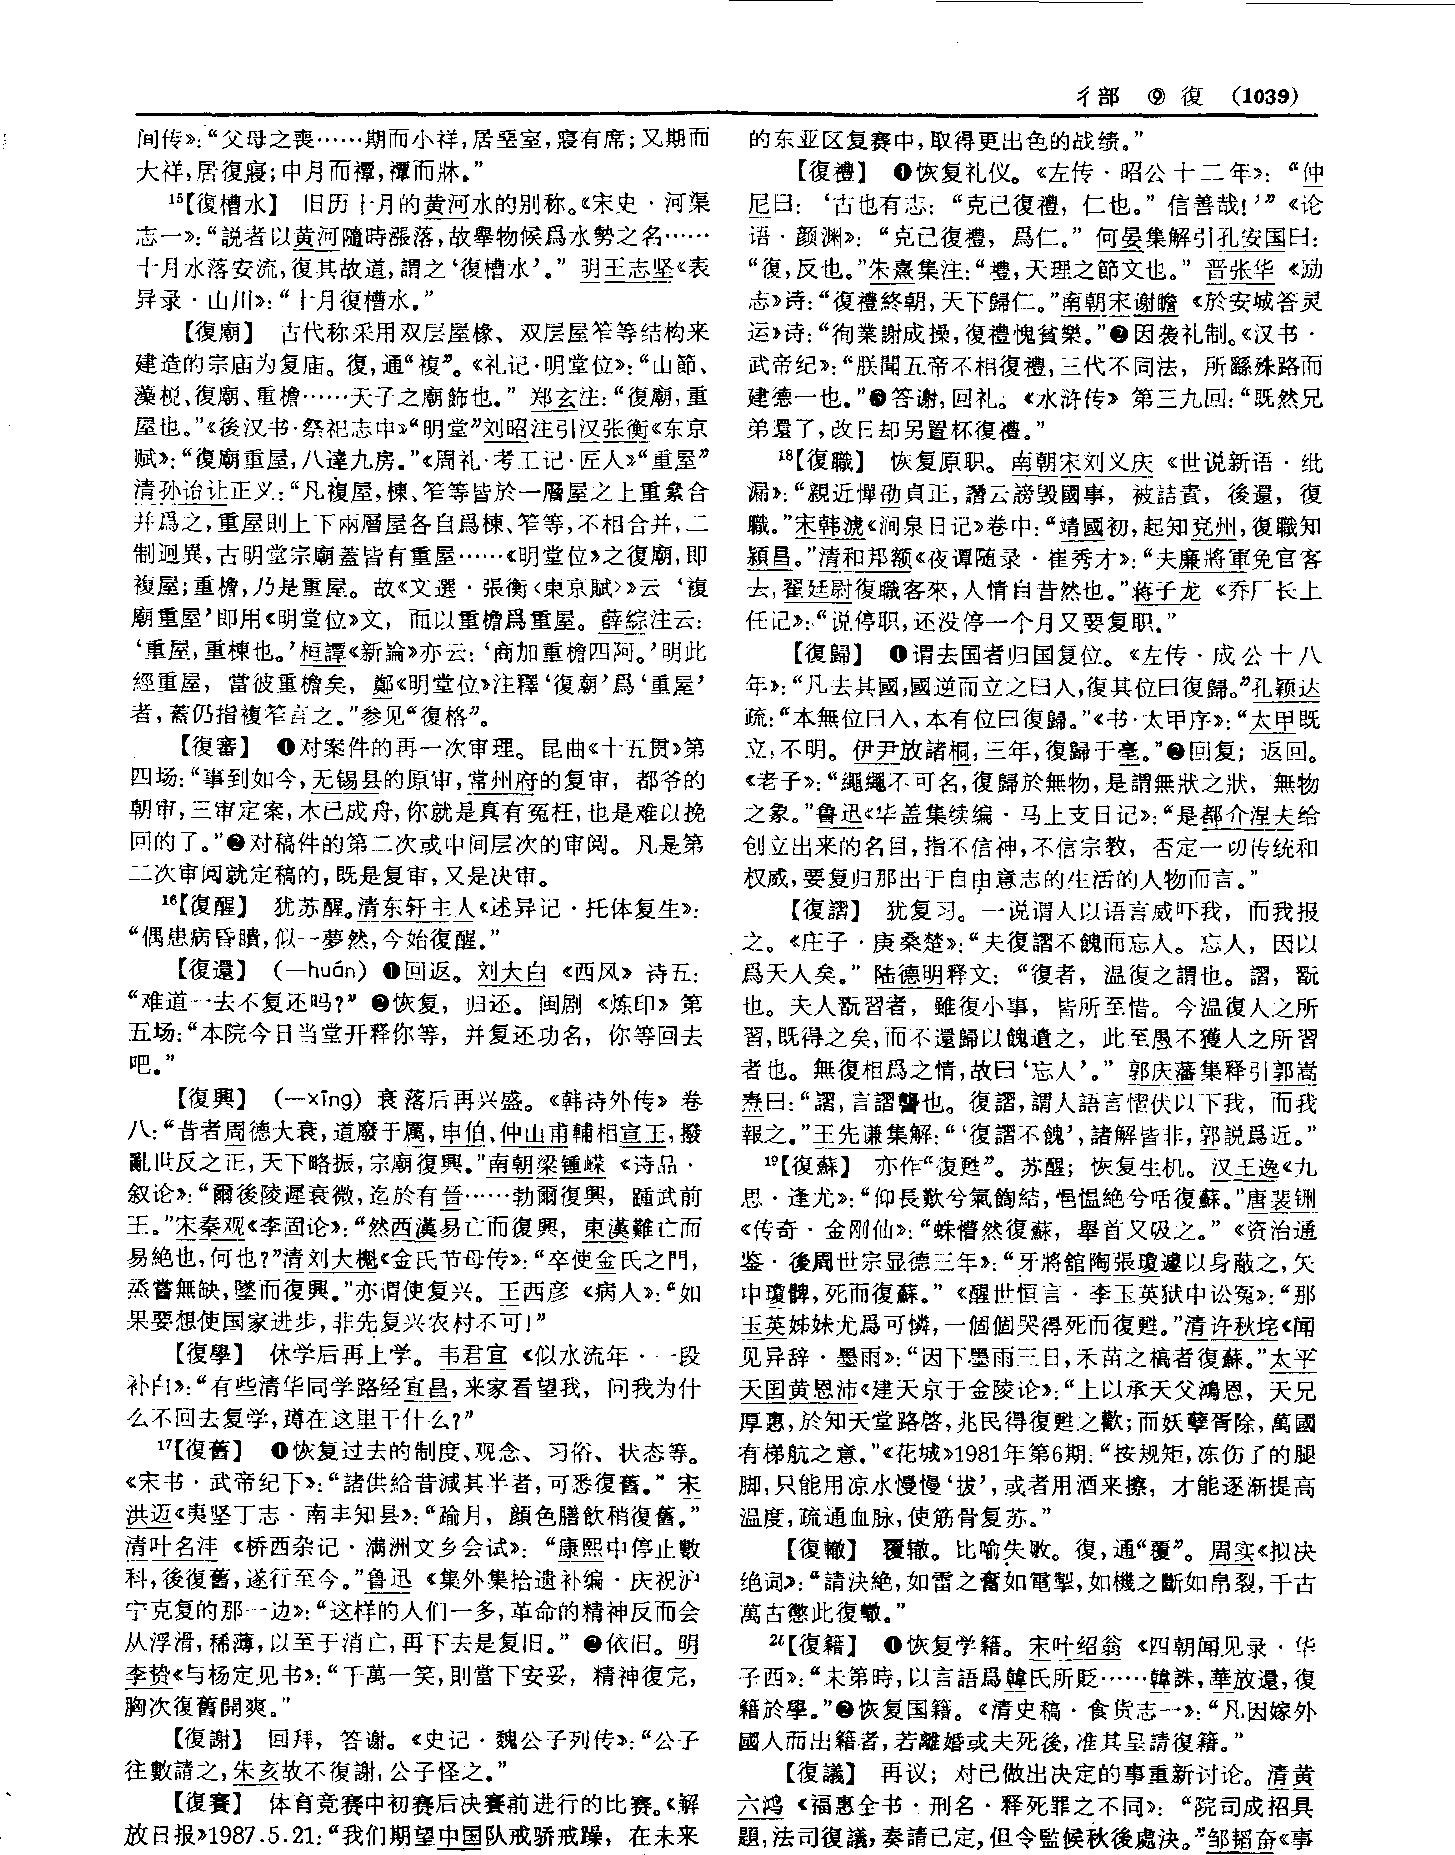 彳部 ⑨ 復 (1039)
间传》:“父母之喪……期而小祥,居堊室,寢有席;又期而
大祥,居復寢;中月而禫,禫而牀。”
15【復槽水】 旧历十月的黄河水的别称。《宋史·河渠
志一》:“説者以黄河隨時漲落,故舉物候爲水勢之名……
十月水落安流,復其故道,謂之‘復槽水’。” 明王志坚《表
异录·山川》:“十月復槽水。”
【復廟】 古代称采用双层屋椽、双层屋笮等结构来
建造的宗庙为复庙。復,通“複”。《礼记·明堂位》:“山節、
藻梲、復廟、重檐……天子之廟飾也。” 郑玄注:“復廟,重
屋也。”《後汉书·祭祀志中》“明堂”刘昭注引汉张衡《东京
赋》:“復廟重屋,八達九房。”《周礼·考工记·匠人》“重屋”
清孙诒让正义:“凡複屋,棟、笮等皆於一層屋之上重絫合
并爲之,重屋則上下兩層屋各自爲棟、笮等,不相合并,二
制迥異,古明堂宗廟蓋皆有重屋……《明堂位》之復廟,即
複屋;重檐,乃是重屋。故《文選·張衡〈東京賦〉》云 ‘複
廟重屋’即用《明堂位》文, 而以重檐爲重屋。薛綜注云:
‘重屋,重棟也。’桓譚《新論》亦云:‘商加重檐四阿。’明此
經重屋, 當彼重檐矣, 鄭《明堂位》注釋‘復廟’爲‘重屋’
者,蓋仍指複笮言之。”参见“復格”。
【復審】 ❶对案件的再一次审理。昆曲《十五贯》第
四场:“事到如今,无锡县的原审,常州府的复审, 都爷的
朝审,三审定案,木已成舟,你就是真有冤枉,也是难以挽
回的了。”❷对稿件的第二次或中间层次的审阅。凡是第
二次审阅就定稿的,既是复审,又是决审。
16【復醒】 犹苏醒。清东轩主人《述异记·托体复生》:
“偶患病昏聵,似一夢然,今始復醒。”
【復還】 (—huán) ❶回返。刘大白《西风》诗五:
“难道一去不复还吗?” ❷恢复, 归还。闽剧《炼印》第
五场:“本院今日当堂开释你等, 并复还功名, 你等回去
吧。”
【復興】 (—xīng) 衰落后再兴盛。《韩诗外传》卷
八:“昔者周德大衰,道廢于厲,申伯、仲山甫輔相宣王,撥
亂世反之正,天下略振,宗廟復興。”南朝梁锺嵘《诗品·
叙论》:“爾後陵遲衰微,迄於有晉……勃爾復興, 踵武前
王。”宋秦观《李固论》:“然西漢易亡而復興, 東漢難亡而
易絶也,何也?”清刘大櫆《金氏节母传》:“卒使金氏之門,
烝嘗無缺,墜而復興。”亦谓使复兴。王西彦《病人》:“如
果要想使国家进步,非先复兴农村不可!”
【復學】 休学后再上学。韦君宜《似水流年·一段
补白》:“有些清华同学路经宜昌,来家看望我, 问我为什
么不回去复学,蹲在这里干什么?”
17【復舊】 ❶恢复过去的制度、观念、习俗、状态等。
《宋书·武帝纪下》:“諸供給昔減其半者,可悉復舊。” 宋
洪迈《夷坚丁志·南丰知县》:“踰月, 顔色膳飲稍復舊。”
清叶名沣《桥西杂记·满洲文乡会试》: “康熙中停止數
科,後復舊,遂行至今。”鲁迅《集外集拾遗补编·庆祝沪
宁克复的那一边》:“这样的人们一多,革命的精神反而会
从浮滑,稀薄,以至于消亡,再下去是复旧。” ❷依旧。明
李贽《与杨定见书》:“千萬一笑,則當下安妥, 精神復完,
胸次復舊開爽。”
【復謝】 回拜, 答谢。《史记·魏公子列传》:“公子
往數請之,朱亥故不復謝,公子怪之。”
【復賽】 体育竞赛中初赛后决赛前进行的比赛。《解
放日报》1987.5.21:“我们期望中国队戒骄戒躁, 在未来
的东亚区复赛中,取得更出色的战绩。”
【復禮】 ❶恢复礼仪。《左传·昭公十二年》: “仲
尼曰: ‘古也有志: “克己復禮, 仁也。”信善哉!’” 《论
语·颜渊》: “克己復禮, 爲仁。” 何晏集解引孔安国曰:
“復,反也。”朱熹集注:“禮,天理之節文也。” 晋张华《励
志》诗:“復禮終朝,天下歸仁。”南朝宋谢瞻《於安城答灵
运》诗:“徇業謝成操,復禮愧貧樂。”❷因袭礼制。《汉书·
武帝纪》:“朕聞五帝不相復禮,三代不同法, 所繇殊路而
建德一也。”❸答谢,回礼。《水浒传》第三九回:“既然兄
弟還了,改日却另置杯復禮。”
18【復職】 恢复原职。南朝宋刘义庆《世说新语·纰
漏》:“親近憚劭貞正,譖云謗毁國事, 被詰責, 後還, 復
職。”宋韩淲《涧泉日记》卷中:“靖國初,起知兖州,復職知
潁昌。”清和邦额《夜谭随录·崔秀才》:“夫廉將軍免官客
去,翟廷尉復職客來,人情自昔然也。”蒋子龙《乔厂长上
任记》:“说停职,还没停一个月又要复职。”
【復歸】 ❶谓去国者归国复位。《左传·成公十八
年》:“凡去其國,國逆而立之曰入,復其位曰復歸。”孔颖达
疏:“本無位曰入,本有位曰復歸。”《书·太甲序》:“太甲既
立,不明。伊尹放諸桐,三年,復歸于亳。”❷回复; 返回。
《老子》:“繩繩不可名,復歸於無物,是謂無狀之狀, 無物
之象。”鲁迅《华盖集续编·马上支日记》:“是都介涅夫给
创立出来的名目,指不信神,不信宗教, 否定一切传统和
权威,要复归那出于自由意志的生活的人物而言。”
【復謵】 犹复习。一说谓人以语言威吓我, 而我报
之。《庄子·庚桑楚》:“夫復謵不餽而忘人。忘人, 因以
爲天人矣。” 陆德明释文: “復者, 温復之謂也。謵, 翫
也。夫人翫習者, 雖復小事, 皆所至惜。今温復人之所
習,既得之矣,而不還歸以餽遺之, 此至愚不獲人之所習
者也。無復相爲之情,故曰‘忘人’。” 郭庆藩集释引郭嵩
焘曰:“謵,言謵讋也。復謵,謂人語言慴伏以下我, 而我
報之。”王先谦集解:“‘復謵不餽’,諸解皆非,郭説爲近。”
19【復蘇】 亦作“復甦”。苏醒; 恢复生机。汉王逸《九
思·逢尤》:“仰長歎兮氣䭇結,悒愠絶兮咶復蘇。”唐裴铏
《传奇·金刚仙》:“蛛懵然復蘇, 舉首又吸之。” 《资治通
鉴·後周世宗显德三年》:“牙將館陶張瓊遽以身蔽之,矢
中瓊髀,死而復蘇。” 《醒世恒言·李玉英狱中讼冤》:“那
玉英姊妹尤爲可憐,一個個哭得死而復甦。”清许秋垞《闻
见异辞·墨雨》:“因下墨雨三日,禾苗之槁者復蘇。”太平
天囯黄恩沛《建天京于金陵论》:“上以承天父鴻恩, 天兄
厚惠,於知天堂路啓,兆民得復甦之歡;而妖孽胥除,萬國
有梯航之意。”《花城》1981年第6期:“按规矩,冻伤了的腿
脚,只能用凉水慢慢‘拔’,或者用酒来擦, 才能逐渐提高
温度,疏通血脉,使筋骨复苏。”
【復轍】 覆辙。比喻失败。復,通“覆”。周实《拟决
绝词》:“請決絶,如雷之奮如電掣,如機之斷如帛裂,千古
萬古懲此復轍。”
20【復籍】 ❶恢复学籍。宋叶绍翁《四朝闻见录·华
子西》:“未第時,以言語爲韓氏所貶……韓誅,華放還,復
籍於學。”❷恢复国籍。《清史稿·食货志一》:“凡因嫁外
國人而出籍者,若離婚或夫死後,准其呈請復籍。”
【復議】 再议; 对已做出决定的事重新讨论。清黄
六鸿《福惠全书·刑名·释死罪之不同》: “院司成招具
題,法司復議,奏請已定,但令監候秋後處決。”邹韬奋《事